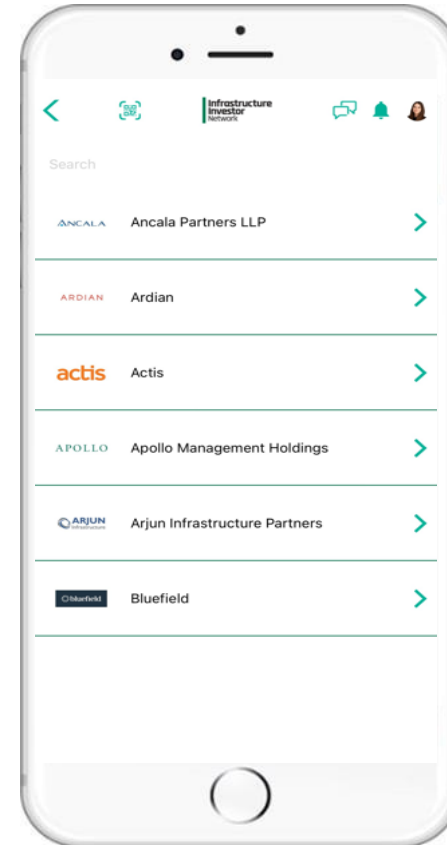 Infrastructure
Investor
Network
Search
ANCALA Ancala Partners LLP
ARDIAN Ardian
actis Actis
APOLLO Apollo Management Holdings
ARJUN Arjun Infrastructure Partners
Infrastructure
bluefield Bluefield